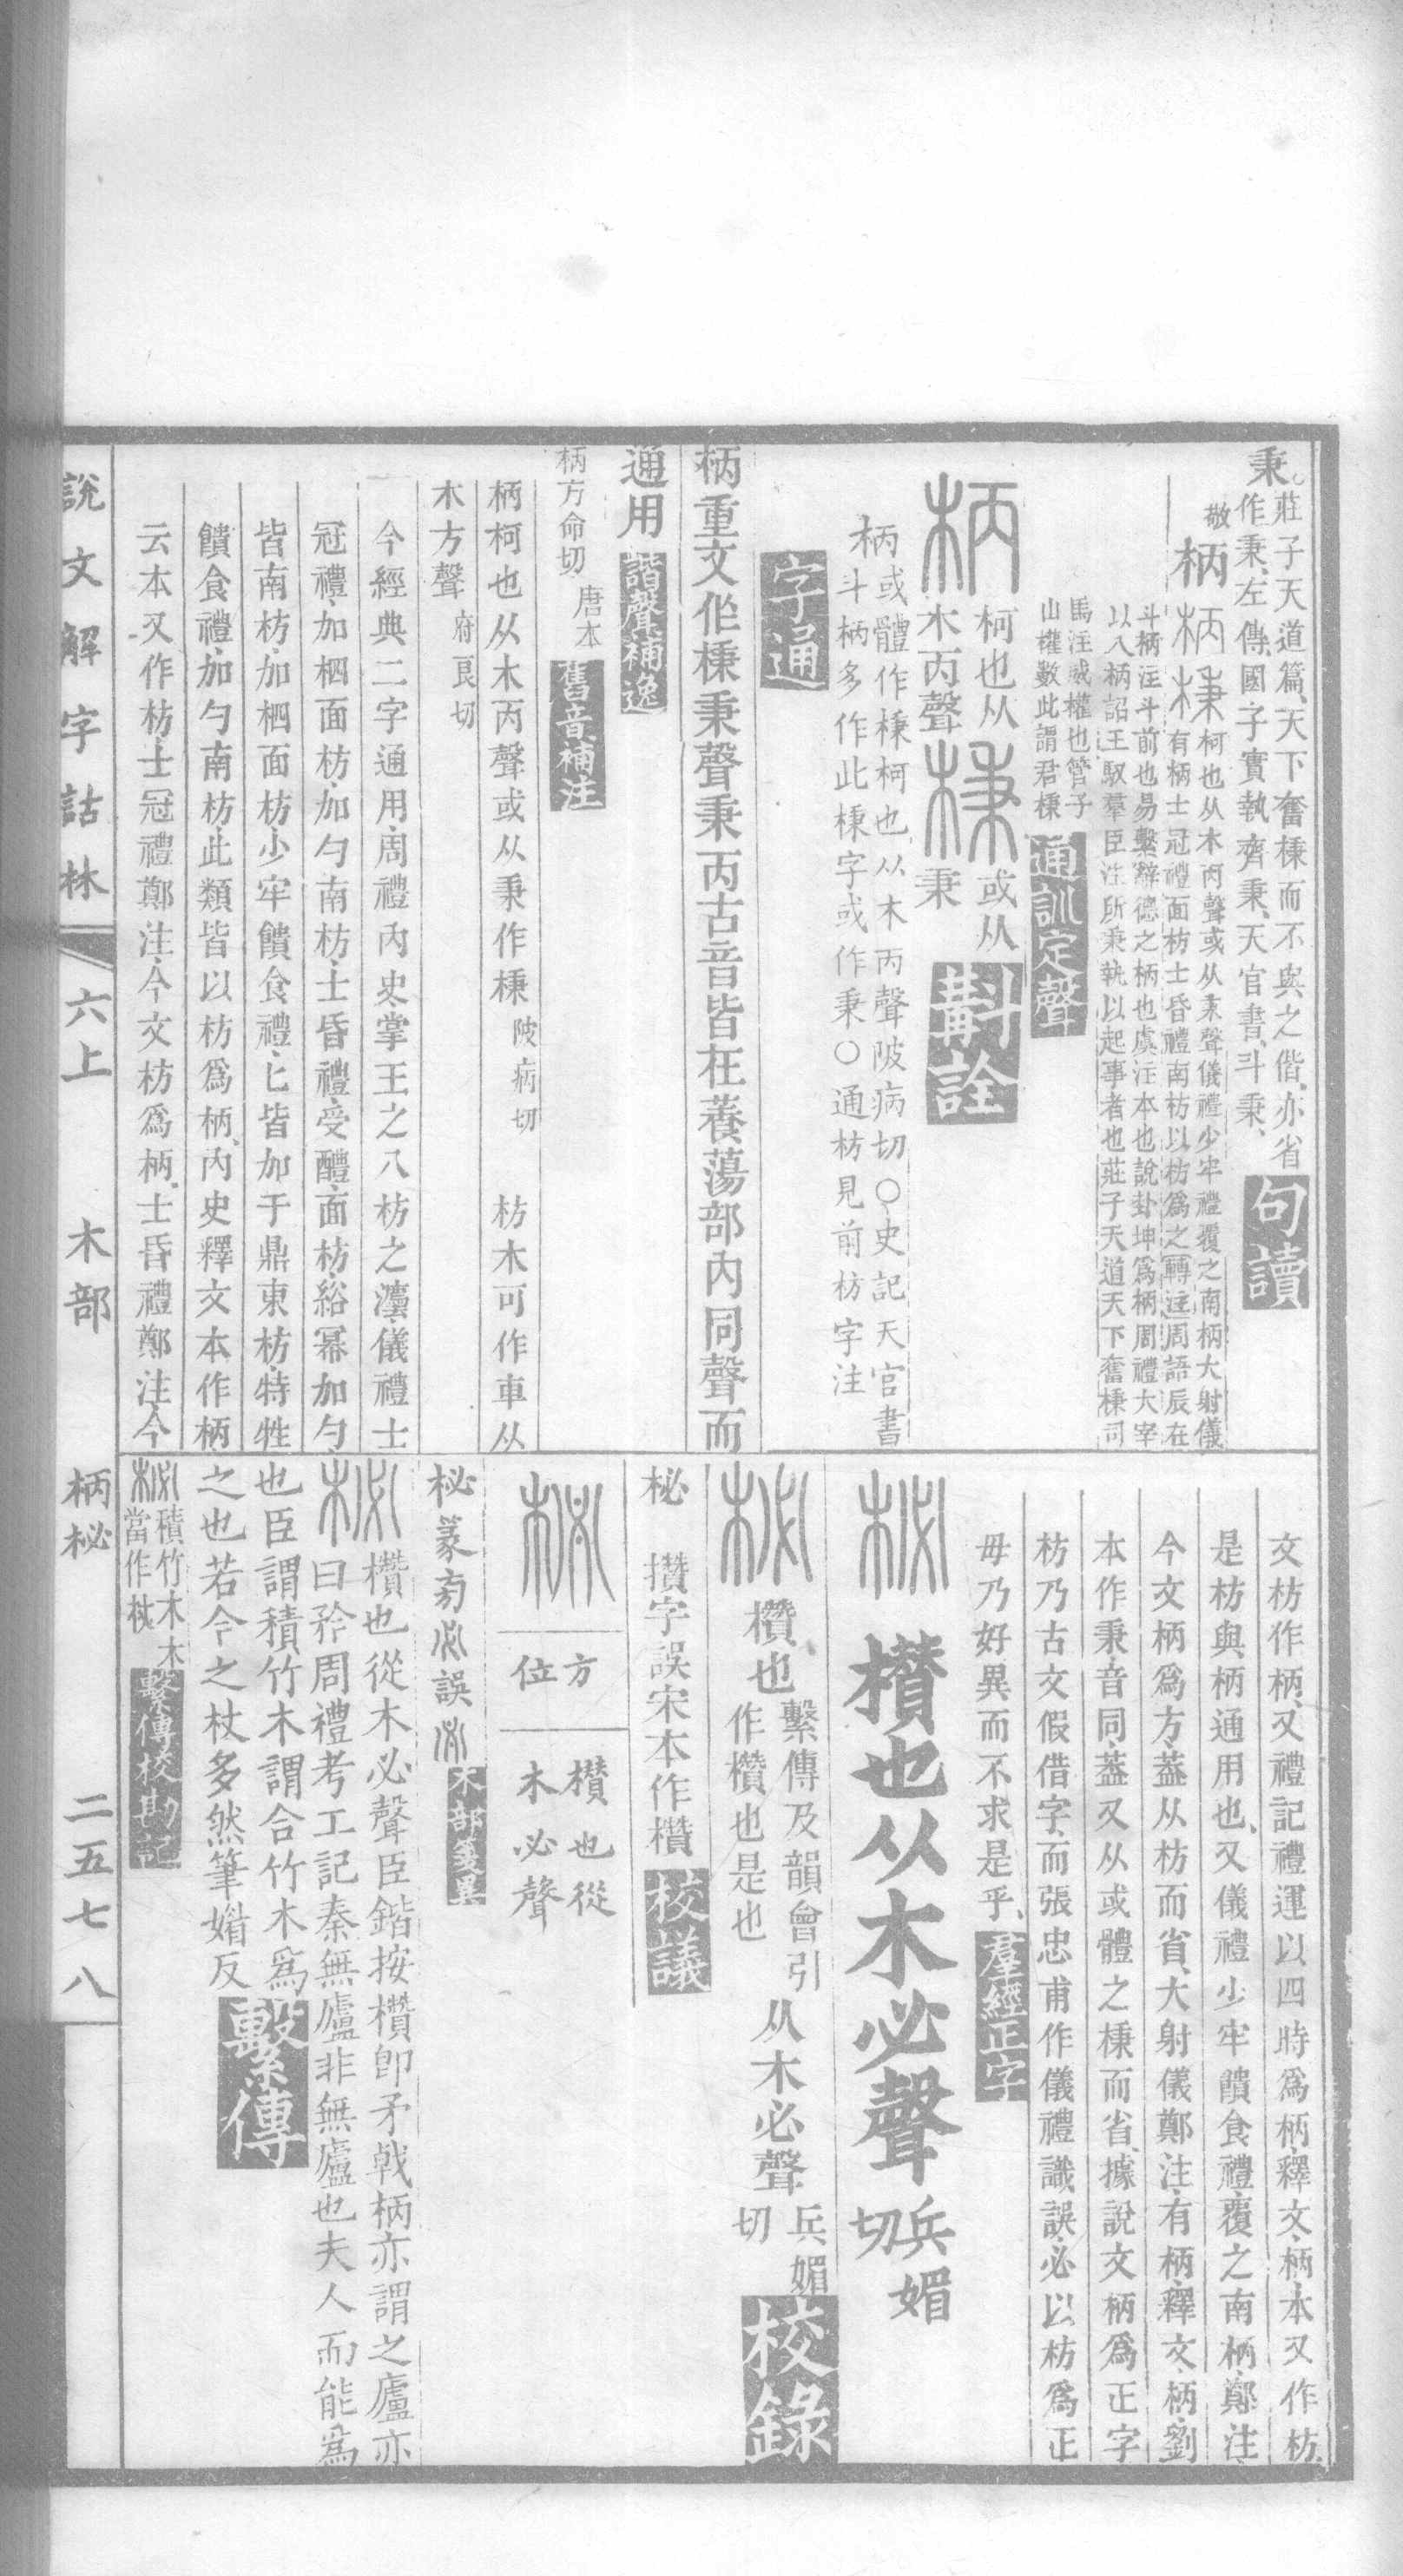 秉。莊子天道篇、天下奮棅而不與之偕、亦省
作秉、左傳、國子實執齊秉、天官書、斗秉、句讀
敬柄柄棅柯也从木丙聲或从秉聲儀禮少牢禮覆之南柄大射儀
有柄士冠禮面枋士昏禮南枋以枋爲之轉注周語辰在
斗柄注斗前也易繫辭德之柄也虞注本也說卦坤爲柄周禮大宰
以八柄詔王馭羣臣注所秉執以起事者也莊子天道天下奮棅司
馬注威權也管子
山權數此謂君棅通訓定聲
柄柯也从木丙聲棅或从秉斠詮
柄或體作棅柯也从木丙聲陂病切○史記天官書
柄斗柄多作此棅字或作秉○通枋見前枋字注
字通
柄重文作棅秉聲秉丙古音皆在養蕩部內同聲而
通用諧聲補逸
柄方命切唐本舊音補注
柄柯也从木丙聲或从秉作棅陂病切枋木可作車从
木方聲府良切
今經典二字通用周禮內史掌王之八枋之灋儀禮士
冠禮加柶面枋加勺南枋士昏禮受醴面枋綌冪加勺
皆南枋加柶面枋少牢饋食禮匕皆加于鼎東枋特牲
饋食禮加勺南枋此類皆以枋爲柄、內史釋文本作柄
云本又作枋士冠禮鄭注今文枋爲柄士昏禮鄭注今
文枋作柄、又禮記禮運以四時爲柄釋文柄本又作枋
是枋與柄通用也、又儀禮少牢饋食禮覆之南柄鄭注
今文柄爲方葢从枋而省、大射儀鄭注有柄釋文柄劉
本作秉音同葢又从或體之棅而省、據說文柄爲正字
枋乃古文假借字而張忠甫作儀禮識誤必以枋爲正
毋乃好異而不求是乎、羣經正字
柲欑也从木必聲兵媚切
柲欑也繫傳及韻會引作欑也是也从木必聲兵媚切校錄
柲攢字誤宋本作欑校議
柲方位欑也從木必聲
柲篆㫄誤木部箋異
柲欑也從木必聲臣鍇按欑卽矛戟柄亦謂之廬亦
曰矜周禮考工記秦無廬非無廬也夫人而能爲
也臣謂積竹木謂合竹木爲
之也若今之杖多然筆媚反繫傳
柲積竹木木當作杖繫傳校勘記
說文解字詁林六上木部柄柲二五七八